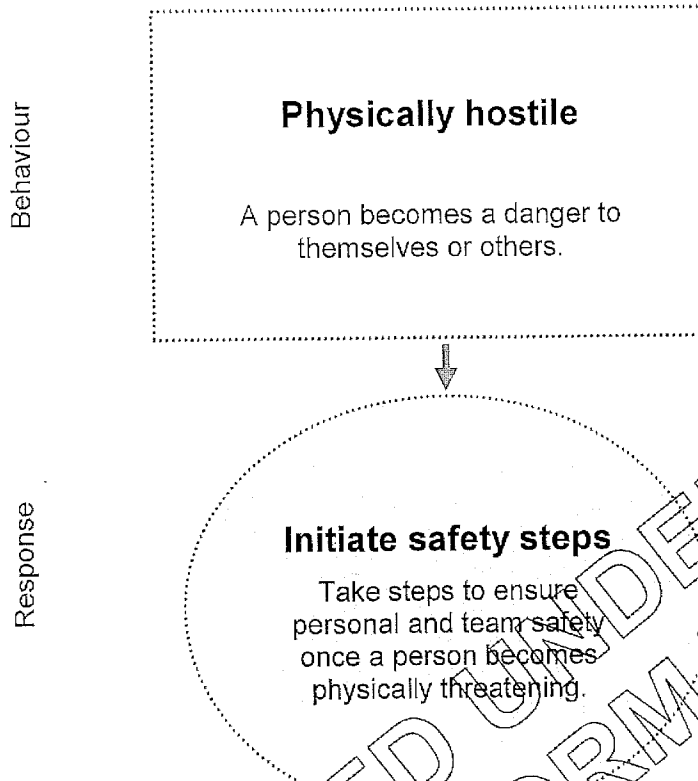 Behaviour
Physically hostile
A person becomes a danger to
themselves or others.
Response
Initiate safety steps
Take steps to ensure
personal and team safety
once a person becomes
physically threatening.